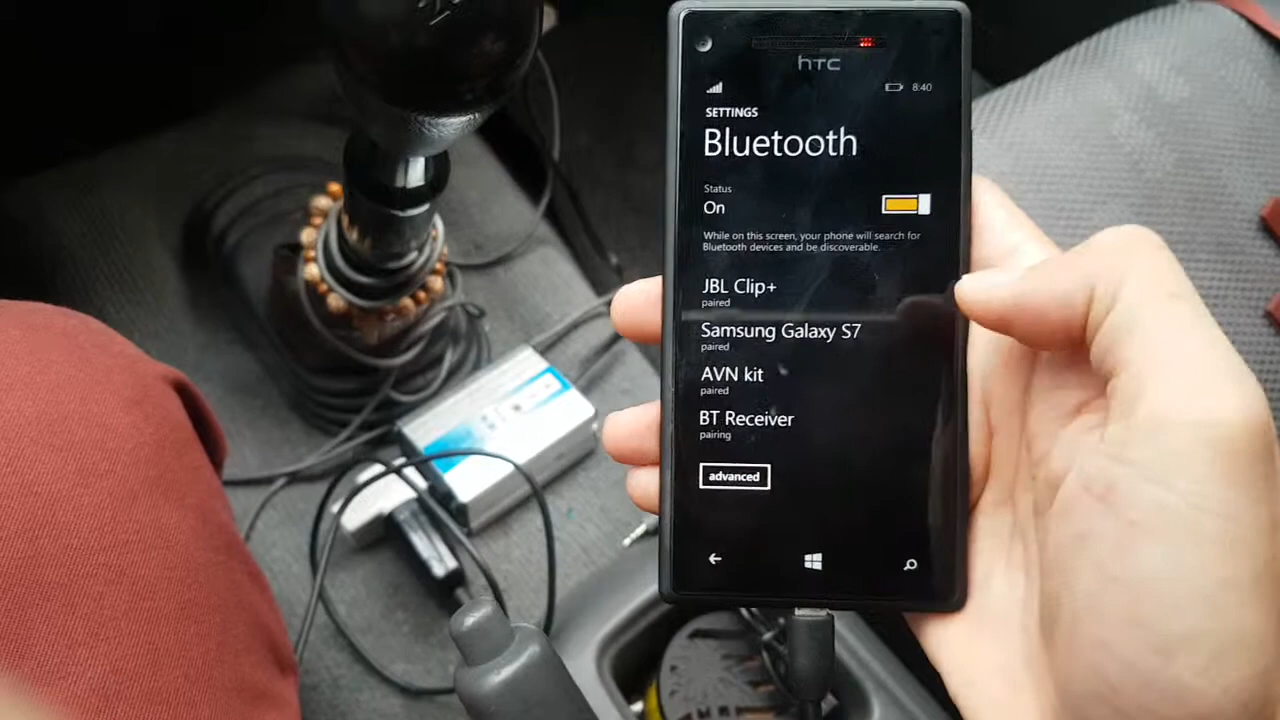 hTC
8:40
SETTINGS
Bluetooth
Status
On
While on this screen, your phone will search for
Bluetooth devices and be discoverable.
JBL Clip+
paired
Samsung Galaxy S7
paired
AVN kit
paired
BT Receiver
pairing
advanced